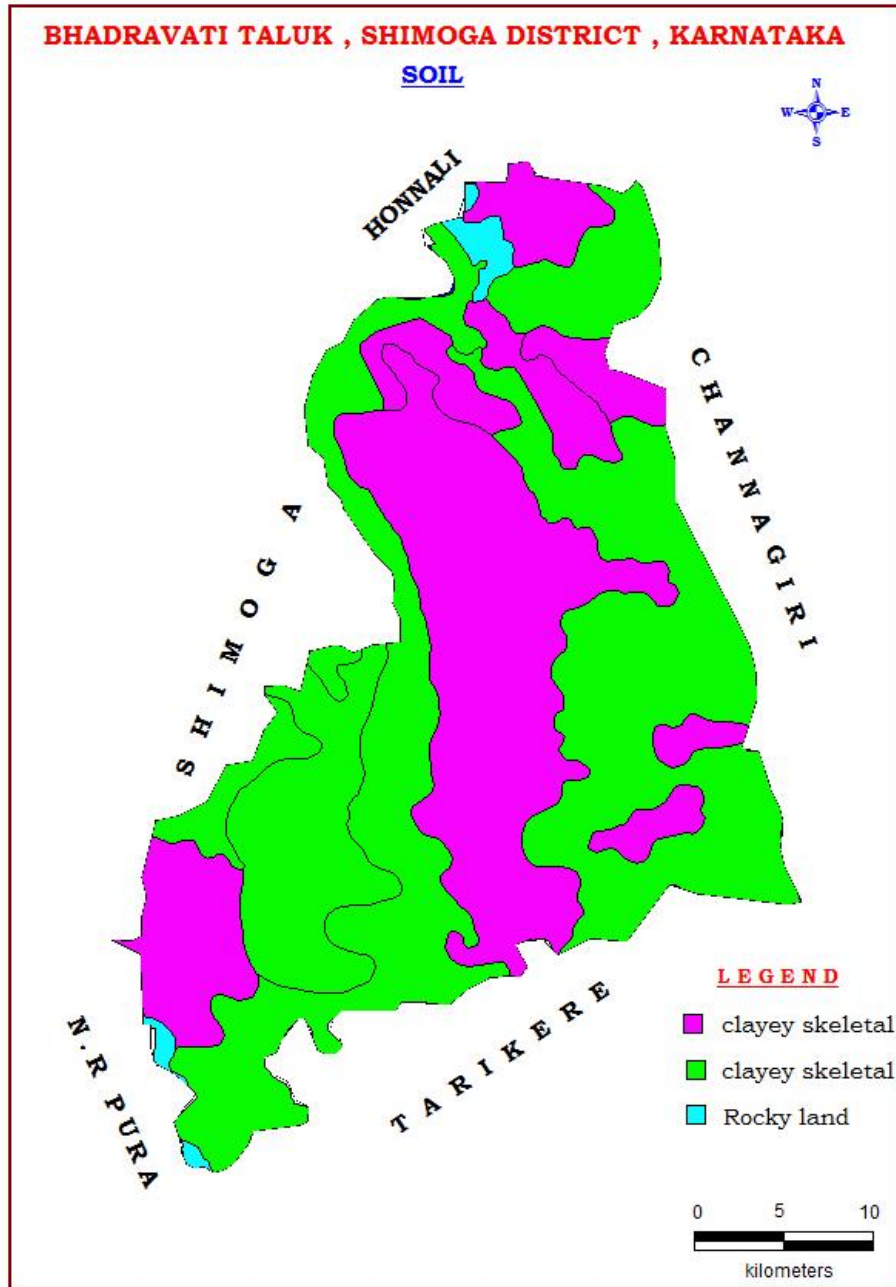 BHADRAVATI TALUK , SHIMOGA DISTRICT , KARNATAKA
SOIL
N
W E
S
HONNALI
CHANNAGIRI
SHIMOGA
N.R PURA
TARIKERE
LEGEND
clayey skeletal
clayey skeletal
Rocky land
0 5 10
kilometers